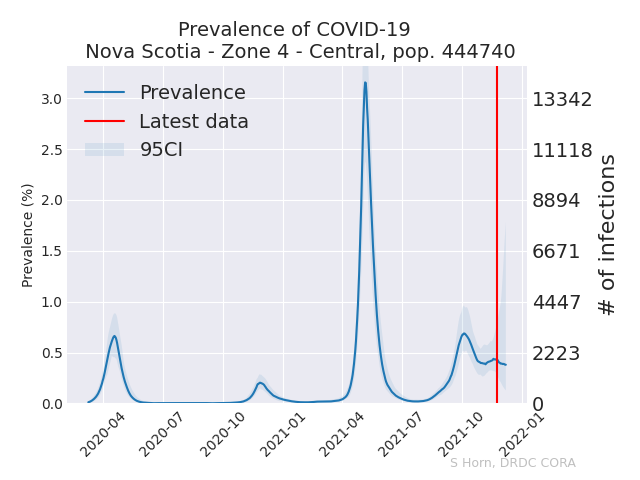 Prevalence of COVID-19
Nova Scotia - Zone 4 - Central, pop. 444740
Prevalence
Latest data
95CI
Prevalence (%)
3.0
2.5
2.0
1.5
1.0
0.5
0.0
13342
11118
8894
6671
4447
2223
0
# of infections
2020-04
2020-07
2020-10
2021-01
2021-04
2021-07
2021-10
2022-01
S Horn, DRDC CORA